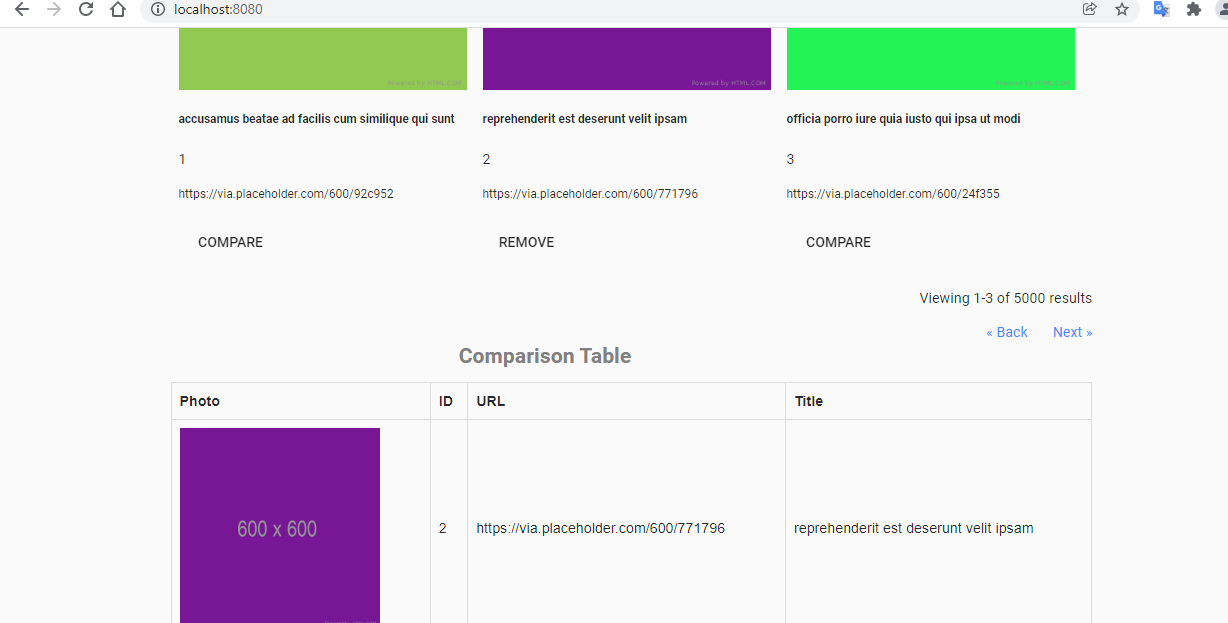 localhost:8080
Powered by HTML.COM Powered by HTML.COM Powered by HTML.COM
accusamus beatae ad facilis cum similique qui sunt reprehenderit est deserunt velit ipsam officia porro iure quia iusto qui ipsa ut modi
1 2 3
https://via.placeholder.com/600/92c952 https://via.placeholder.com/600/771796 https://via.placeholder.com/600/24f355
COMPARE REMOVE COMPARE
Viewing 1-3 of 5000 results
« Back Next »
Comparison Table
Photo ID URL Title
600 x 600 2 https://via.placeholder.com/600/771796 reprehenderit est deserunt velit ipsam